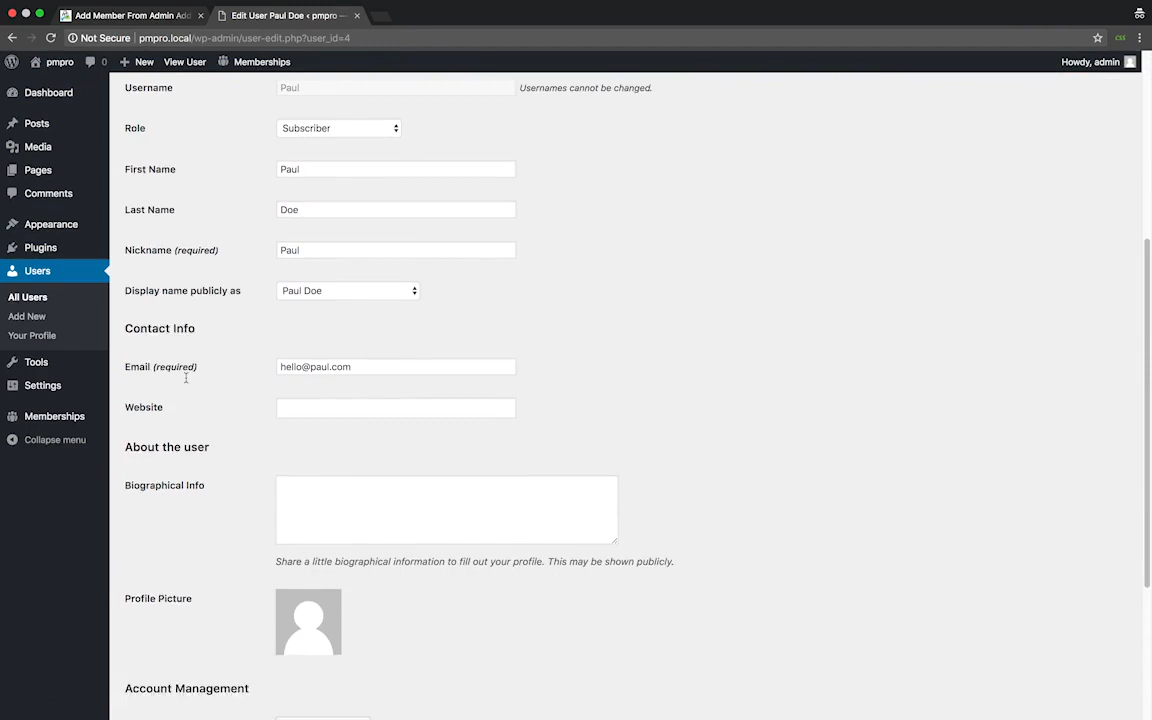 Add Member From Admin Add
Edit User Paul Doe ‹ pmpro —
Not Secure pmpro.local/wp-admin/user-edit.php?user_id=4
css
pmpro 0 New View User Memberships Howdy, admin
Dashboard
Posts
Media
Pages
Comments
Appearance
Plugins
Users
All Users
Add New
Your Profile
Tools
Settings
Memberships
Collapse menu
Username Paul Usernames cannot be changed.
Role Subscriber
First Name Paul
Last Name Doe
Nickname (required) Paul
Display name publicly as Paul Doe
Contact Info
Email (required) hello@paul.com
Website
About the user
Biographical Info
Share a little biographical information to fill out your profile. This may be shown publicly.
Profile Picture
Account Management